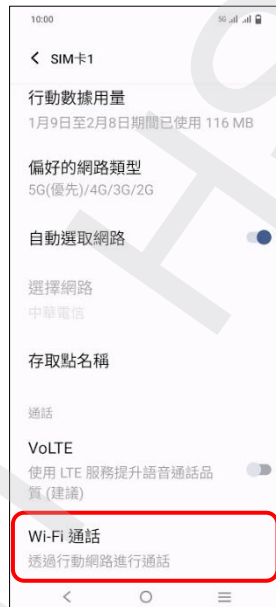 10:00
5G
SIM卡1
行動數據用量
1月9日至2月8日期間已使用 116 MB
偏好的網路類型
5G(優先)/4G/3G/2G
自動選取網路
選擇網路
中華電信
存取點名稱
通話
VoLTE
使用 LTE 服務提升語音通話品
質 (建議)
Wi-Fi 通話
透過行動網路進行通話